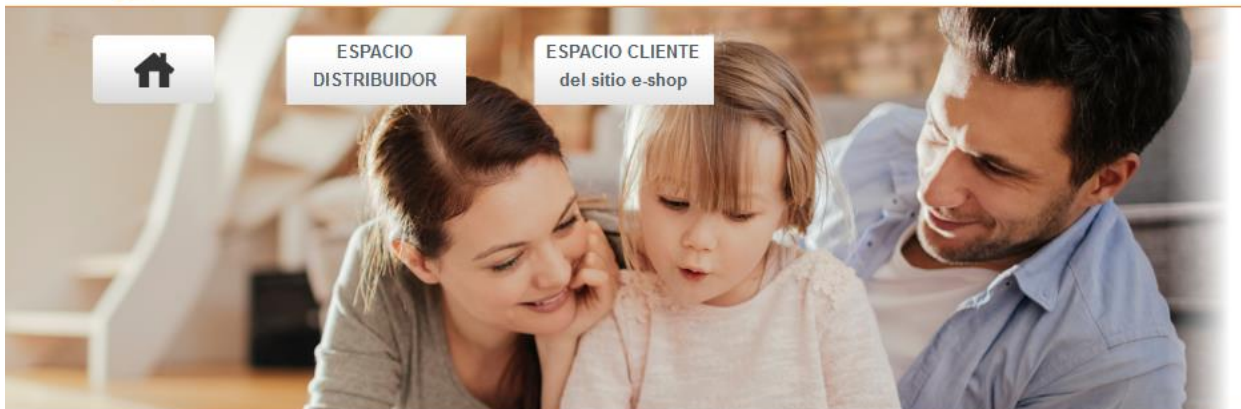 ESPACIO
DISTRIBUIDOR
ESPACIO CLIENTE
del sitio e-shop